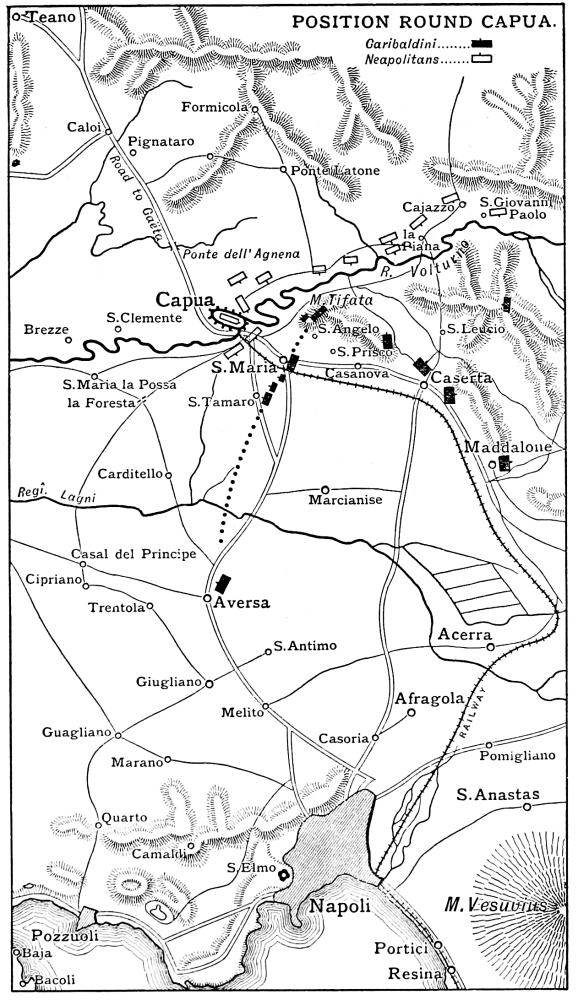 POSITION ROUND CAPUA.
Garibaldini.......
Neapolitans......
Teano
Formicola
Caloi
Pignataro
Ponte Latone
Road to Gaëta
Cajazzo
S. Giovanni
Paolo
la
Piana
Ponte dell' Agnena
R. Volturno
Capua
M. Tifata
S. Clemente
Brezze
S. Angelo
S. Leucio
S. Prisco
S. Maria
Casanova
Caserta
S. Maria la Possa
la Foresta
S. Tamaro
Maddalone
Carditello
Regî. Lagni
Marcianise
Casal del Principe
Cipriano
Trentola
Aversa
S. Antimo
Acerra
Giugliano
Melito
Afragola
RAILWAY
Guagliano
Casoria
Marano
Pomigliano
S. Anastas
Quarto
Camaldi
S. Elmo
Napoli
M. Vesuvius
Pozzuoli
Baja
Bacoli
Portici
Resina